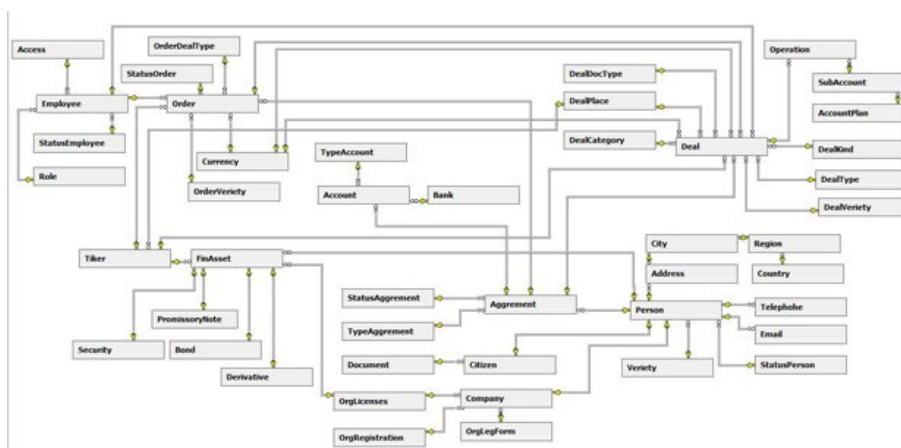 Access
OrderDealType
Operation
StatusOrder
DealDocType
SubAccount
Employee
Order
DealPlace
AccountPlan
StatusEmployee
DealCategory
Deal
DealKind
Currency
TypeAccount
Role
OrderVeriety
Account
Bank
DealType
DealVeriety
City
Region
Tiker
FinAsset
Address
Country
StatusAggrement
Aggrement
Person
Telephohe
PromissoryNote
TypeAggrement
Email
Security
Bond
Document
Citizen
Veriety
StatusPerson
Derivative
OrgLicenses
Company
OrgRegistration
OrgLegForm